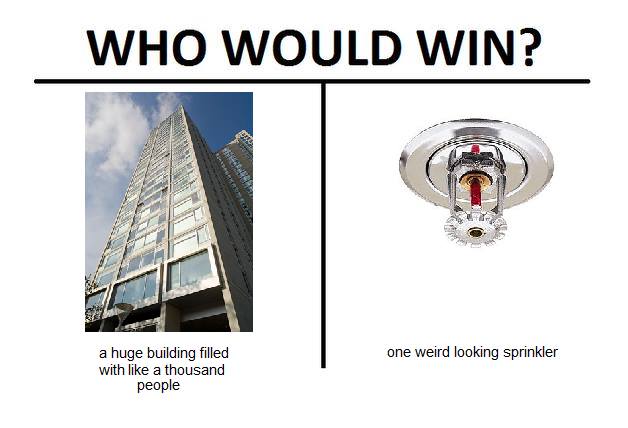 WHO WOULD WIN?
a huge building filled
with like a thousand
people
one weird looking sprinkler